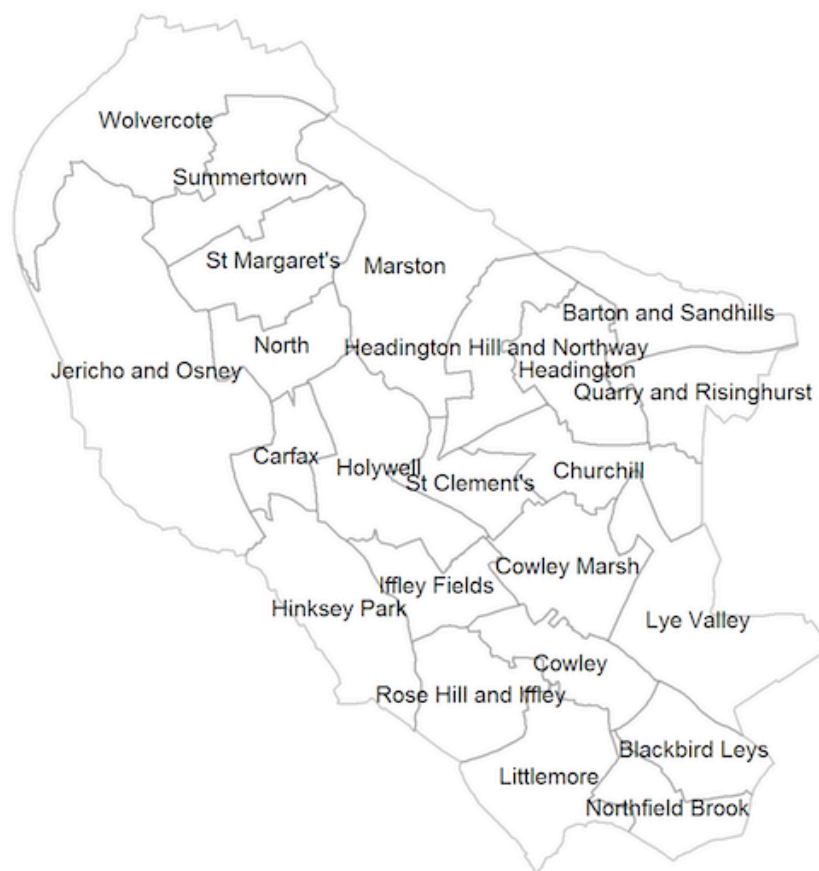 Wolvercote
Summertown
St Margaret's
Marston
Barton and Sandhills
North
Headington Hill and Northway
Jericho and Osney
Headington
Quarry and Risinghurst
Carfax
Holywell
St Clement's
Churchill
Cowley Marsh
Iffley Fields
Hinksey Park
Lye Valley
Cowley
Rose Hill and Iffley
Blackbird Leys
Littlemore
Northfield Brook